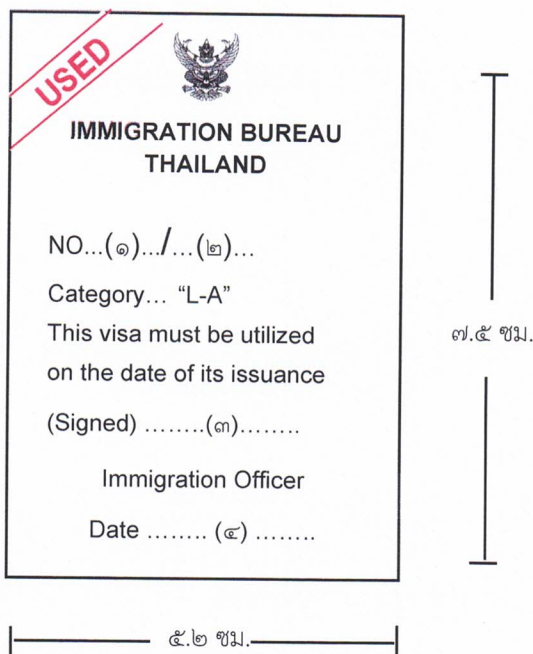 USED
IMMIGRATION BUREAU
THAILAND
NO...(๑).../...(๒)...
Category... “L-A”
This visa must be utilized
on the date of its issuance
(Signed) ........(๓)........
Immigration Officer
Date ........ (๔) ........
๗.๕ ซม.
๕.๒ ซม.